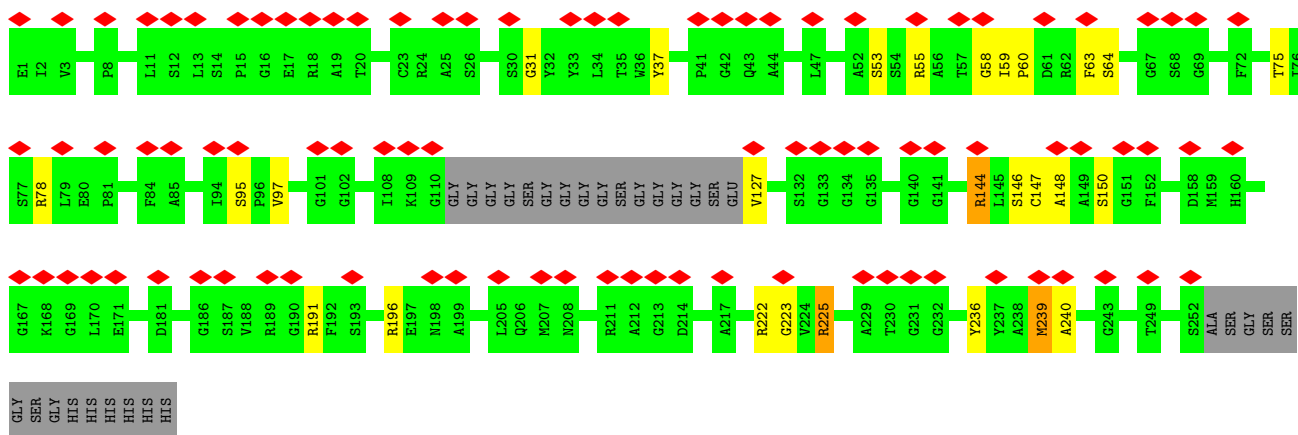 E1 I2 V3 P8 L11 S12 L13 S14 P15 G16 E17 R18 A19 T20 C23 R24 A25 S26 S30 G31 Y32 Y33 L34 T35 W36 Y37 P41 G42 Q43 A44 L47 A52 S53 S54 R55 A56 T57 G58 I59 P60 D61 R62 F63 S64 G67 S68 G69 F72 T75 I76
S77 R78 L79 E80 P81 F84 A85 I94 S95 P96 V97 G101 G102 I108 K109 G110 GLY GLY GLY GLY SER GLY GLY GLY GLY SER GLY GLY GLY GLY SER GLU V127 S132 G133 G134 G135 G140 G141 R144 L145 S146 C147 A148 A149 S150 G151 F152 D158 M159 H160
G167 K168 G169 L170 E171 D181 G186 S187 V188 R189 G190 R191 F192 S193 R196 E197 N198 A199 L205 Q206 M207 N208 R211 A212 G213 D214 A217 R222 G223 V224 R225 A229 T230 G231 G232 Y236 Y237 A238 M239 A240 G243 T249 S252 ALA SER GLY SER SER
GLY SER GLY HIS HIS HIS HIS HIS HIS